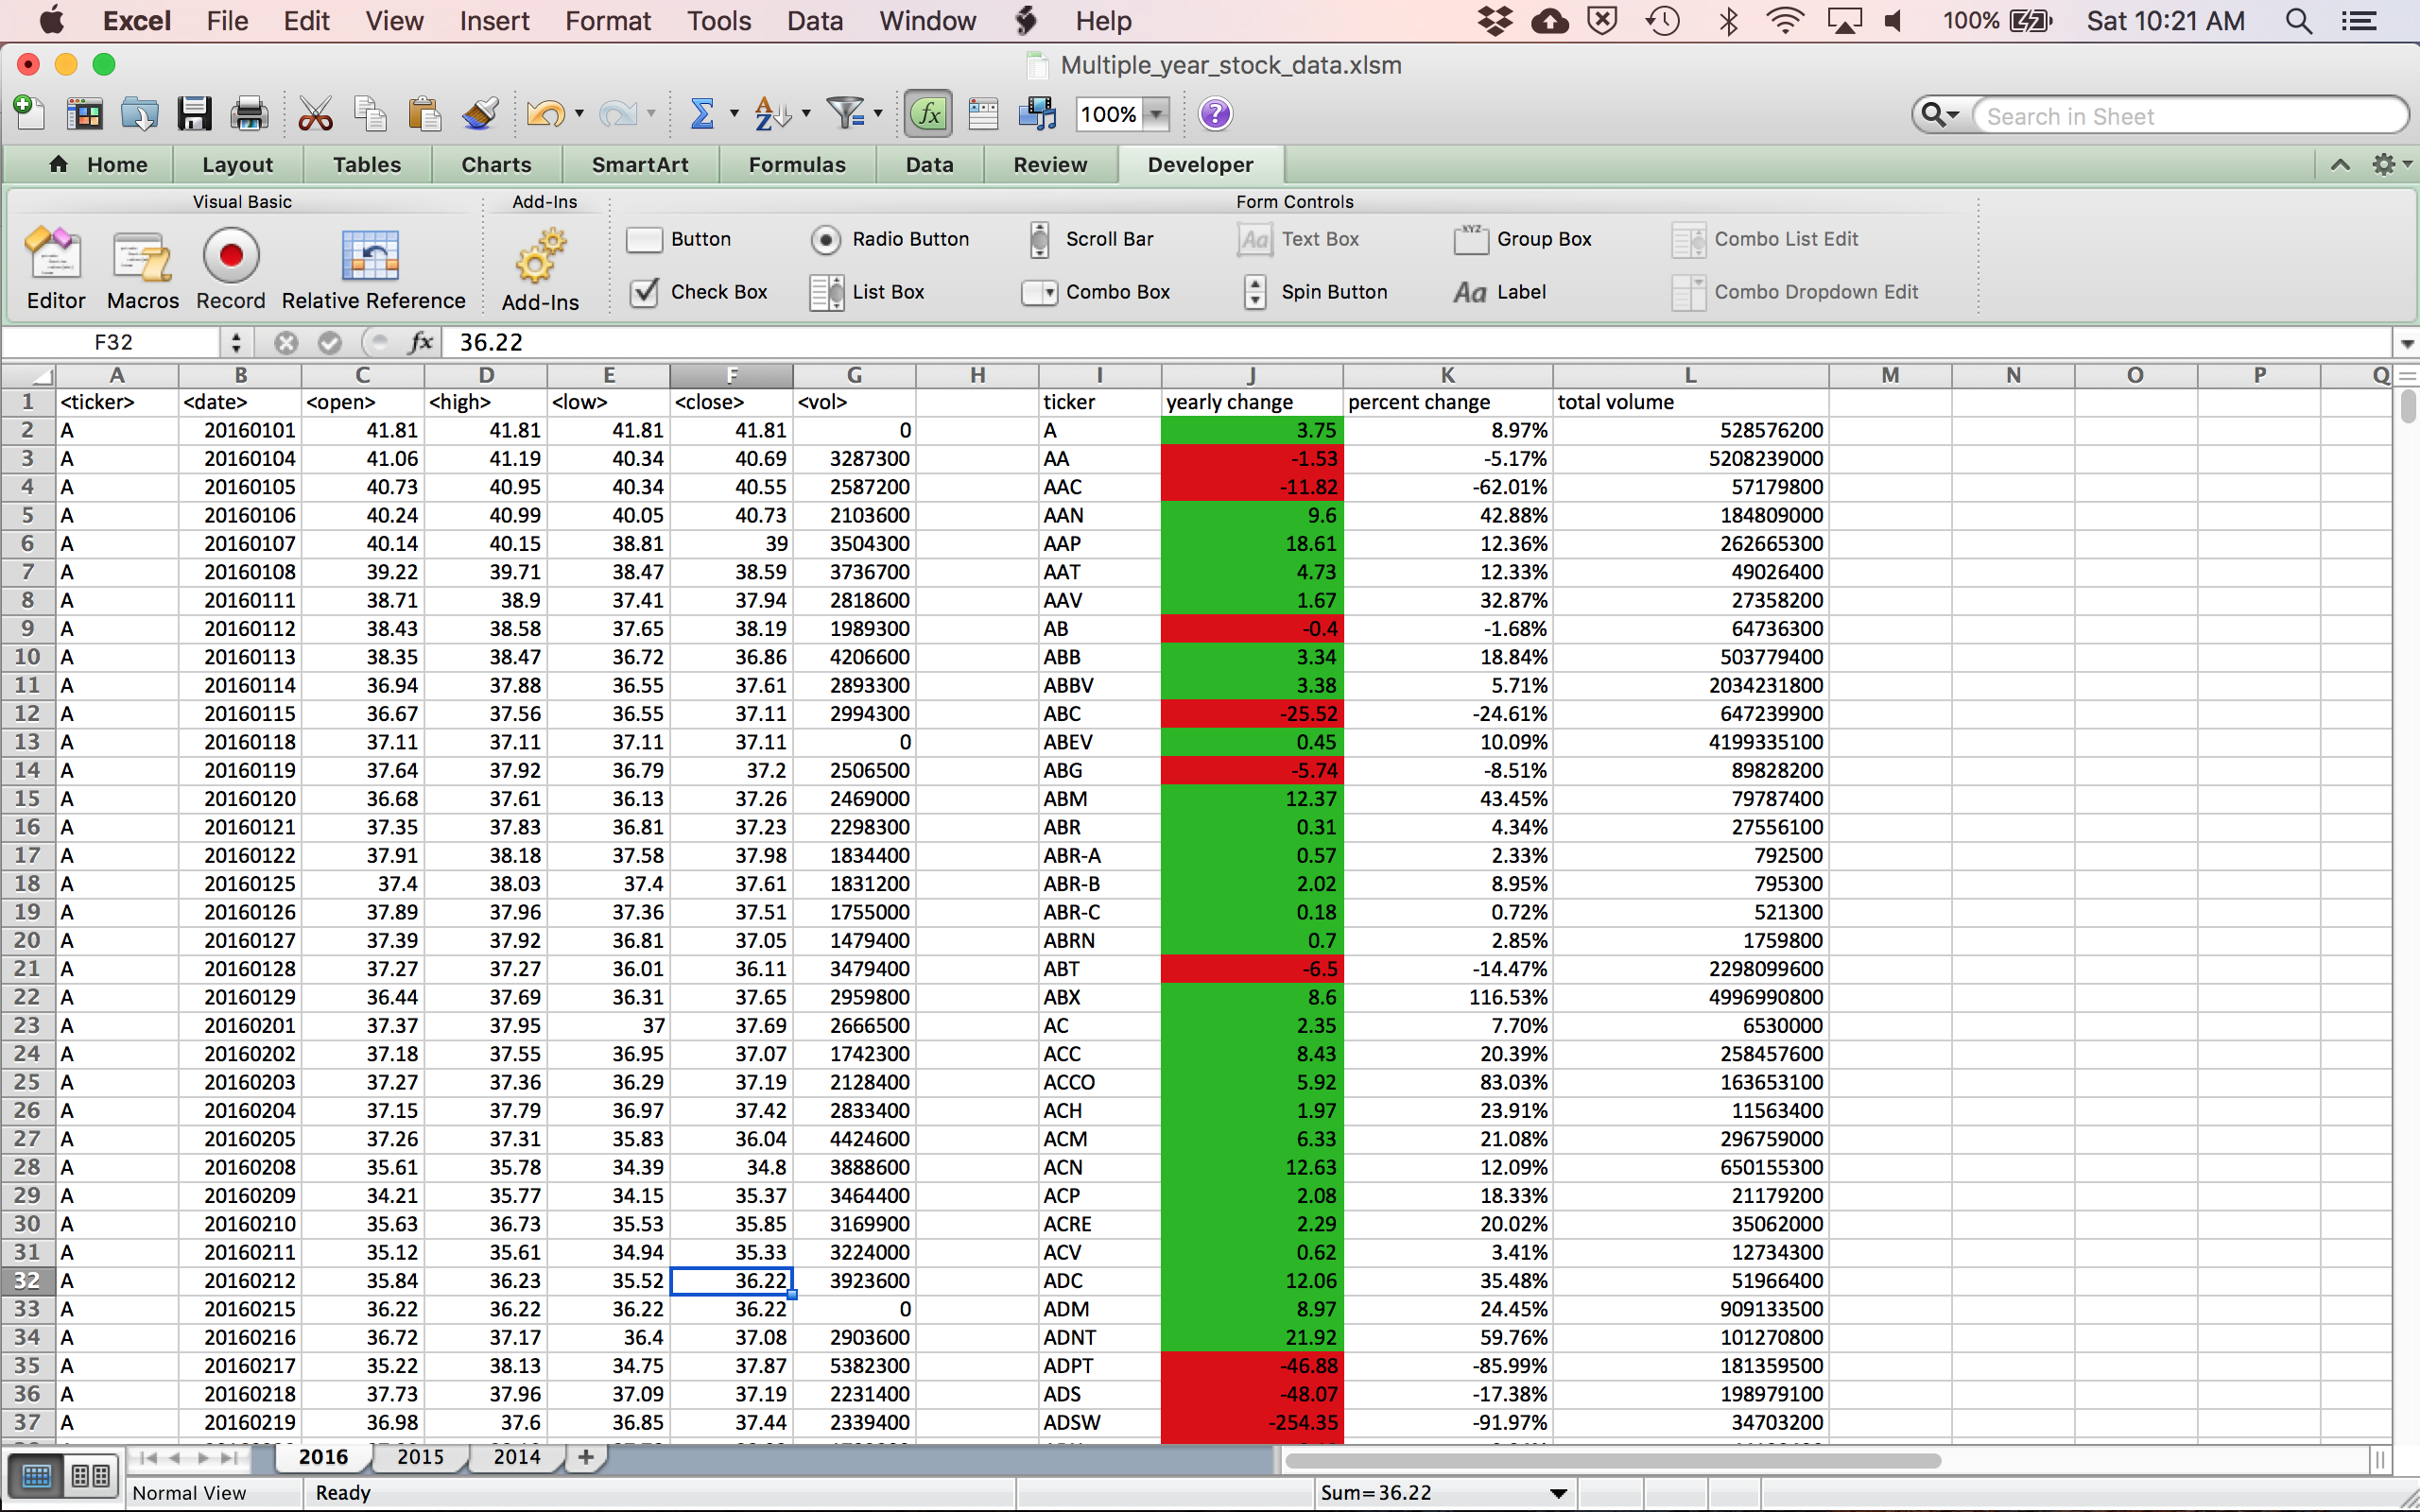 Excel File Edit View Insert Format Tools Data Window Help 100% Sat 10:21 AM
Multiple_year_stock_data.xlsm
100% Search in Sheet
Home Layout Tables Charts SmartArt Formulas Data Review Developer
Visual Basic Add-Ins Form Controls
Button Radio Button Scroll Bar Text Box Group Box Combo List Edit
Editor Macros Record Relative Reference Add-Ins Check Box List Box Combo Box Spin Button Label Combo Dropdown Edit
F32 fx 36.22
A B C D E F G H I J K L M N O P Q
1 <ticker> <date> <open> <high> <low> <close> <vol> ticker yearly change percent change total volume
2 A 20160101 41.81 41.81 41.81 41.81 0 A 3.75 8.97% 528576200
3 A 20160104 41.06 41.19 40.34 40.69 3287300 AA -1.53 -5.17% 5208239000
4 A 20160105 40.73 40.95 40.34 40.55 2587200 AAC -11.82 -62.01% 57179800
5 A 20160106 40.24 40.99 40.05 40.73 2103600 AAN 9.6 42.88% 184809000
6 A 20160107 40.14 40.15 38.81 39 3504300 AAP 18.61 12.36% 262665300
7 A 20160108 39.22 39.71 38.47 38.59 3736700 AAT 4.73 12.33% 49026400
8 A 20160111 38.71 38.9 37.41 37.94 2818600 AAV 1.67 32.87% 27358200
9 A 20160112 38.43 38.58 37.65 38.19 1989300 AB -0.4 -1.68% 64736300
10 A 20160113 38.35 38.47 36.72 36.86 4206600 ABB 3.34 18.84% 503779400
11 A 20160114 36.94 37.88 36.55 37.61 2893300 ABBV 3.38 5.71% 2034231800
12 A 20160115 36.67 37.56 36.55 37.11 2994300 ABC -25.52 -24.61% 647239900
13 A 20160118 37.11 37.11 37.11 37.11 0 ABEV 0.45 10.09% 4199335100
14 A 20160119 37.64 37.92 36.79 37.2 2506500 ABG -5.74 -8.51% 89828200
15 A 20160120 36.68 37.61 36.13 37.26 2469000 ABM 12.37 43.45% 79787400
16 A 20160121 37.35 37.83 36.81 37.23 2298300 ABR 0.31 4.34% 27556100
17 A 20160122 37.91 38.18 37.58 37.98 1834400 ABR-A 0.57 2.33% 792500
18 A 20160125 37.4 38.03 37.4 37.61 1831200 ABR-B 2.02 8.95% 795300
19 A 20160126 37.89 37.96 37.36 37.51 1755000 ABR-C 0.18 0.72% 521300
20 A 20160127 37.39 37.92 36.81 37.05 1479400 ABRN 0.7 2.85% 1759800
21 A 20160128 37.27 37.27 36.01 36.11 3479400 ABT -6.5 -14.47% 2298099600
22 A 20160129 36.44 37.69 36.31 37.65 2959800 ABX 8.6 116.53% 4996990800
23 A 20160201 37.37 37.95 37 37.69 2666500 AC 2.35 7.70% 6530000
24 A 20160202 37.18 37.55 36.95 37.07 1742300 ACC 8.43 20.39% 258457600
25 A 20160203 37.27 37.36 36.29 37.19 2128400 ACCO 5.92 83.03% 163653100
26 A 20160204 37.15 37.79 36.97 37.42 2833400 ACH 1.97 23.91% 11563400
27 A 20160205 37.26 37.31 35.83 36.04 4424600 ACM 6.33 21.08% 296759000
28 A 20160208 35.61 35.78 34.39 34.8 3888600 ACN 12.63 12.09% 650155300
29 A 20160209 34.21 35.77 34.15 35.37 3464400 ACP 2.08 18.33% 21179200
30 A 20160210 35.63 36.73 35.53 35.85 3169900 ACRE 2.29 20.02% 35062000
31 A 20160211 35.12 35.61 34.94 35.33 3224000 ACV 0.62 3.41% 12734300
32 A 20160212 35.84 36.23 35.52 36.22 3923600 ADC 12.06 35.48% 51966400
33 A 20160215 36.22 36.22 36.22 36.22 0 ADM 8.97 24.45% 909133500
34 A 20160216 36.72 37.17 36.4 37.08 2903600 ADNT 21.92 59.76% 101270800
35 A 20160217 35.22 38.13 34.75 37.87 5382300 ADPT -46.88 -85.99% 181359500
36 A 20160218 37.73 37.96 37.09 37.19 2231400 ADS -48.07 -17.38% 198979100
37 A 20160219 36.98 37.6 36.85 37.44 2339400 ADSW -254.35 -91.97% 34703200
2016 2015 2014
Normal View Ready Sum=36.22